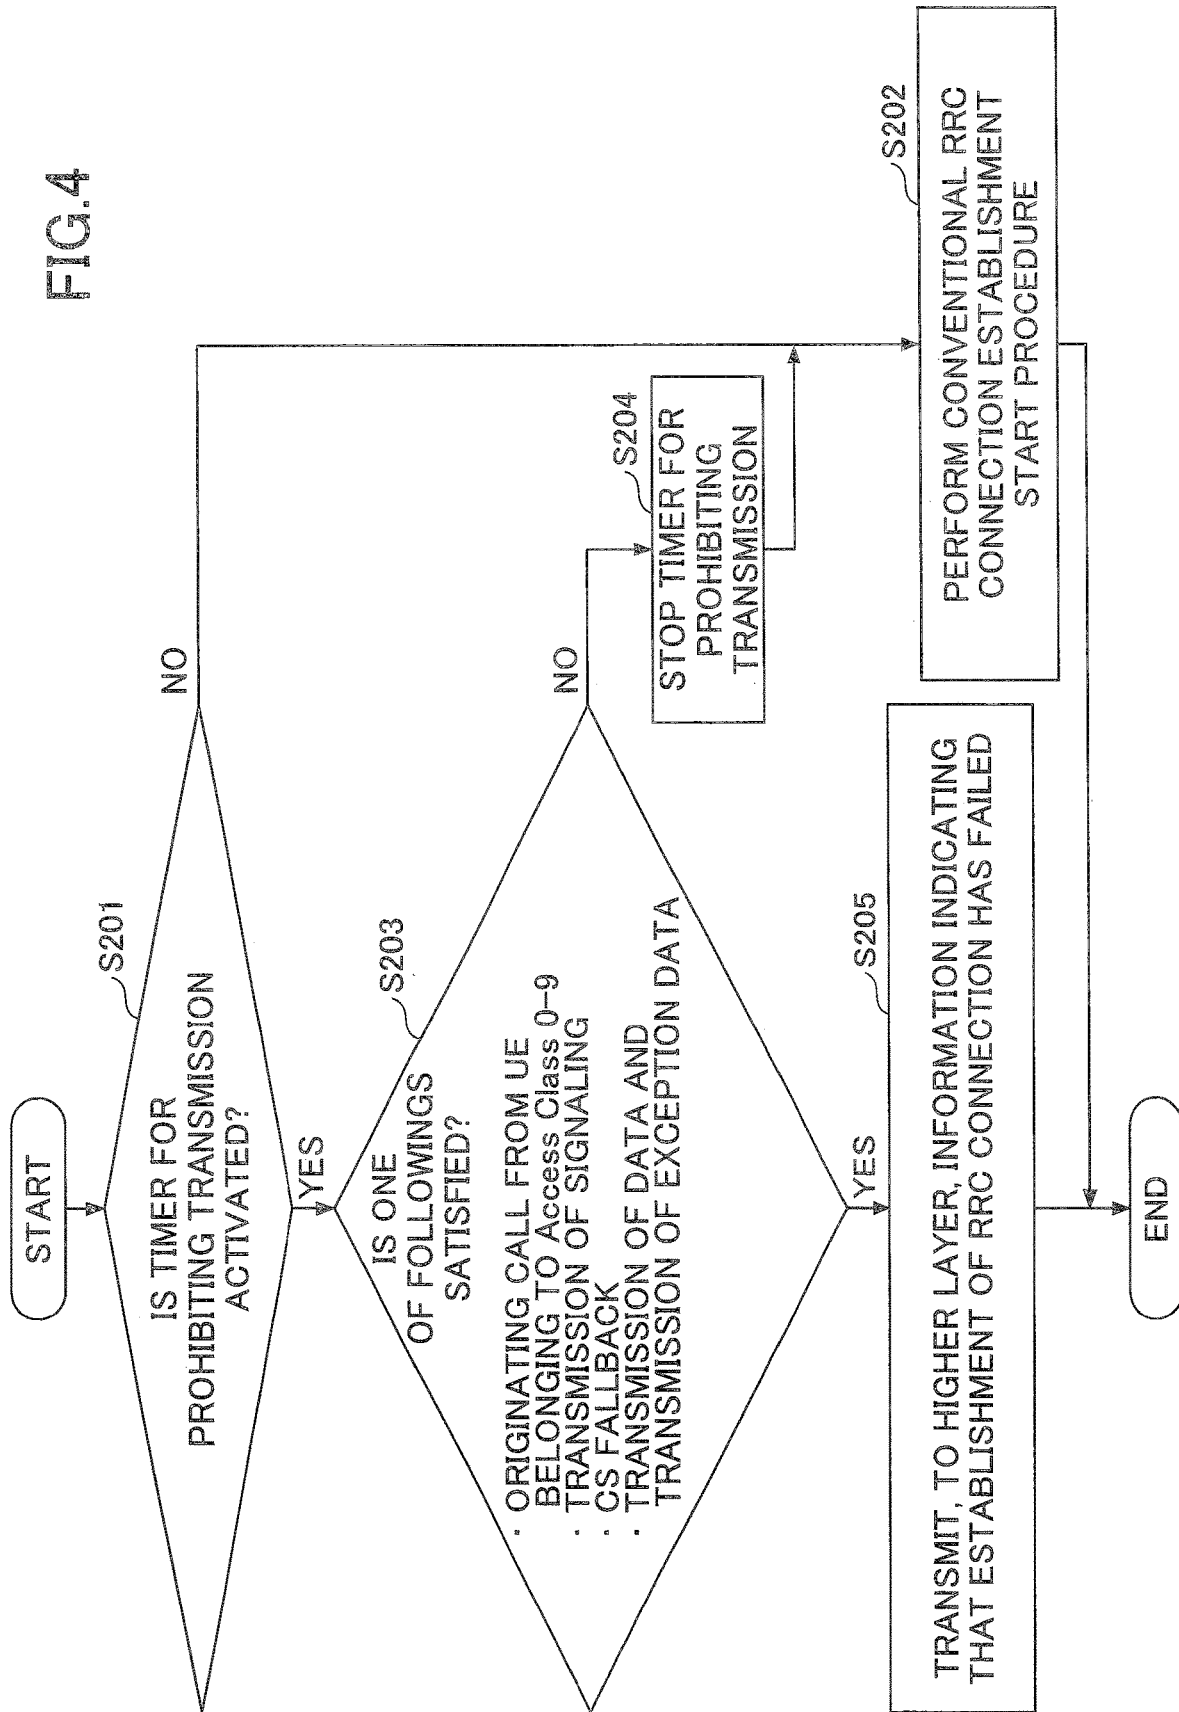 FIG.4
START
S201
IS TIMER FOR
PROHIBITING TRANSMISSION
ACTIVATED?
NO
YES
S203
IS ONE
OF FOLLOWINGS
SATISFIED?
· ORIGINATING CALL FROM UE
BELONGING TO Access Class 0-9
· TRANSMISSION OF SIGNALING
· CS FALLBACK
· TRANSMISSION OF DATA AND
TRANSMISSION OF EXCEPTION DATA
NO
S204
STOP TIMER FOR
PROHIBITING
TRANSMISSION
YES
S205
TRANSMIT, TO HIGHER LAYER, INFORMATION INDICATING
THAT ESTABLISHMENT OF RRC CONNECTION HAS FAILED
S202
PERFORM CONVENTIONAL RRC
CONNECTION ESTABLISHMENT
START PROCEDURE
END